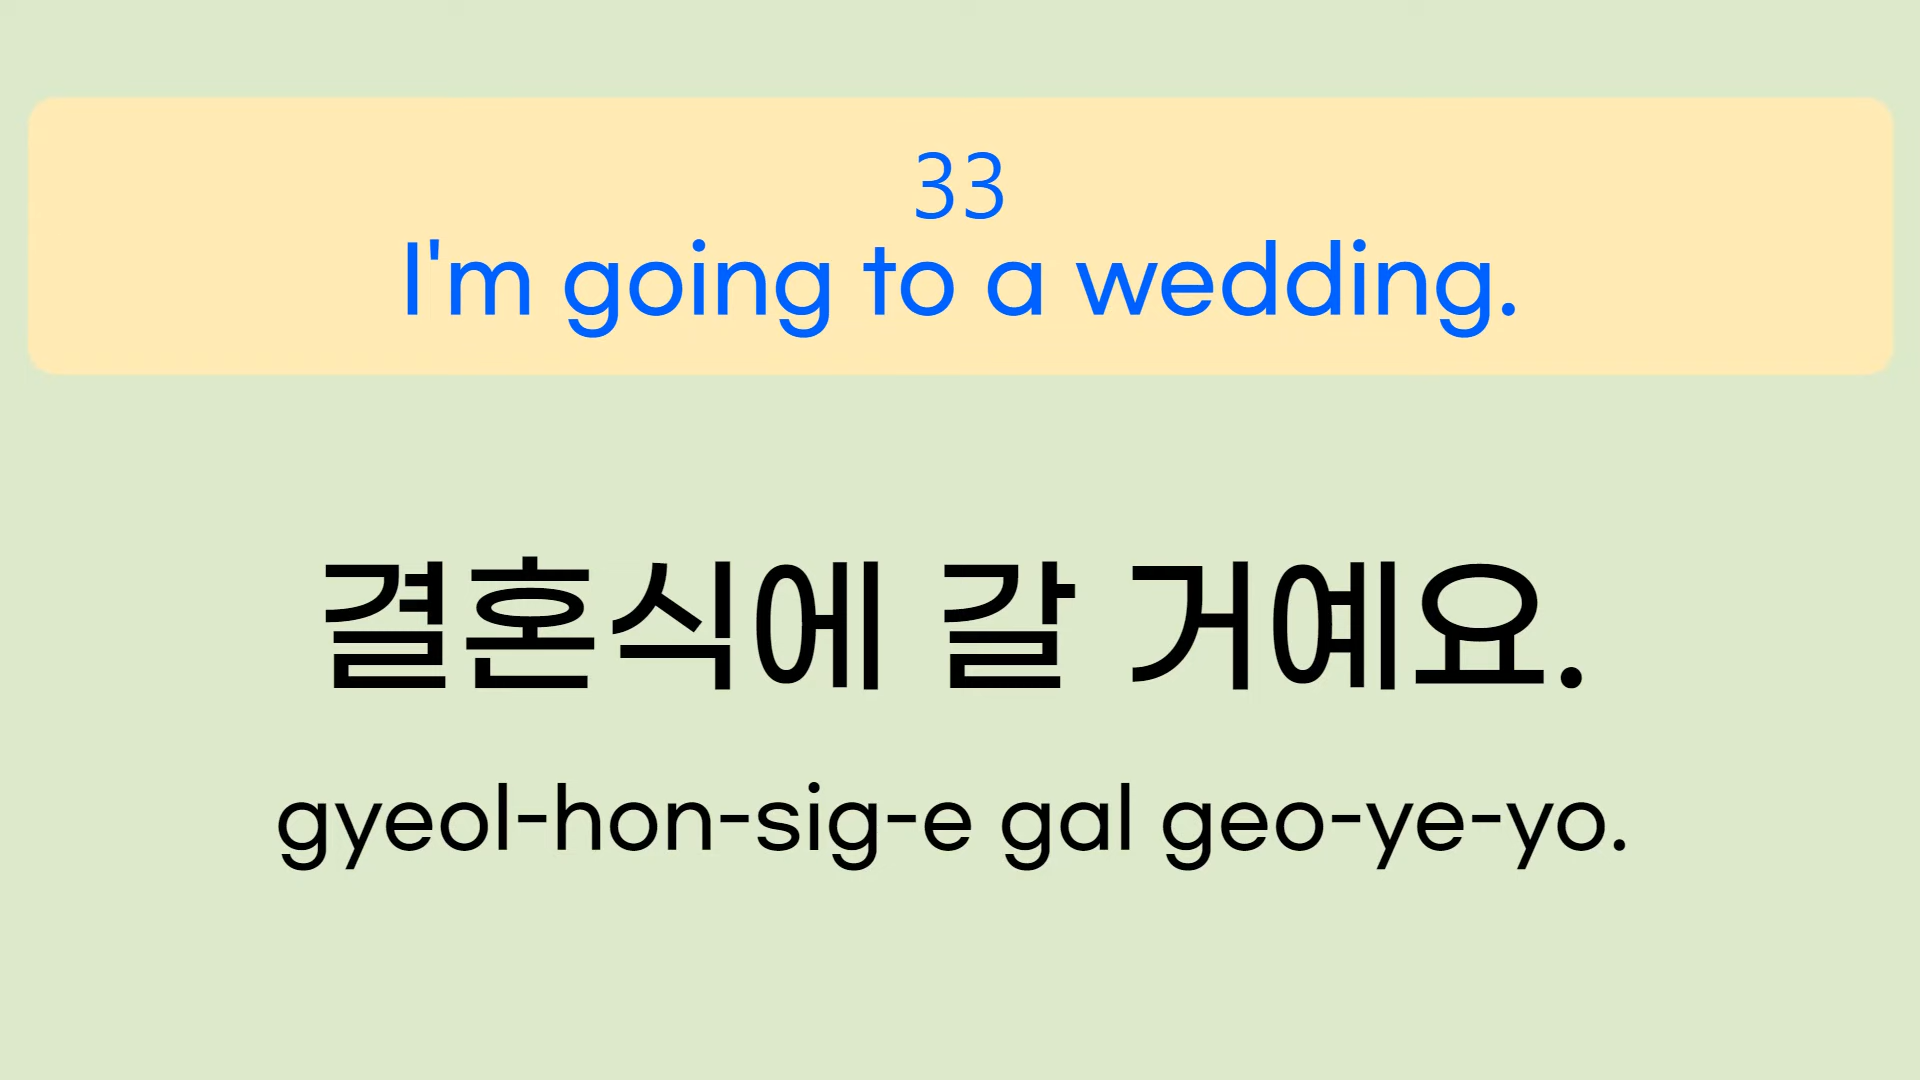 33
I'm going to a wedding.
결혼식에 갈 거예요.
gyeol-hon-sig-e gal geo-ye-yo.